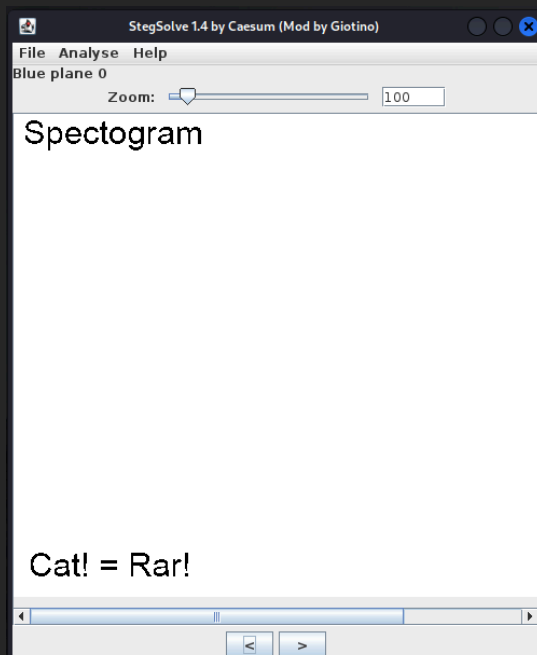 StegSolve 1.4 by Caesum (Mod by Giotino)
File Analyse Help
Blue plane 0
Zoom: 100
Spectogram
Cat! = Rar!
< >